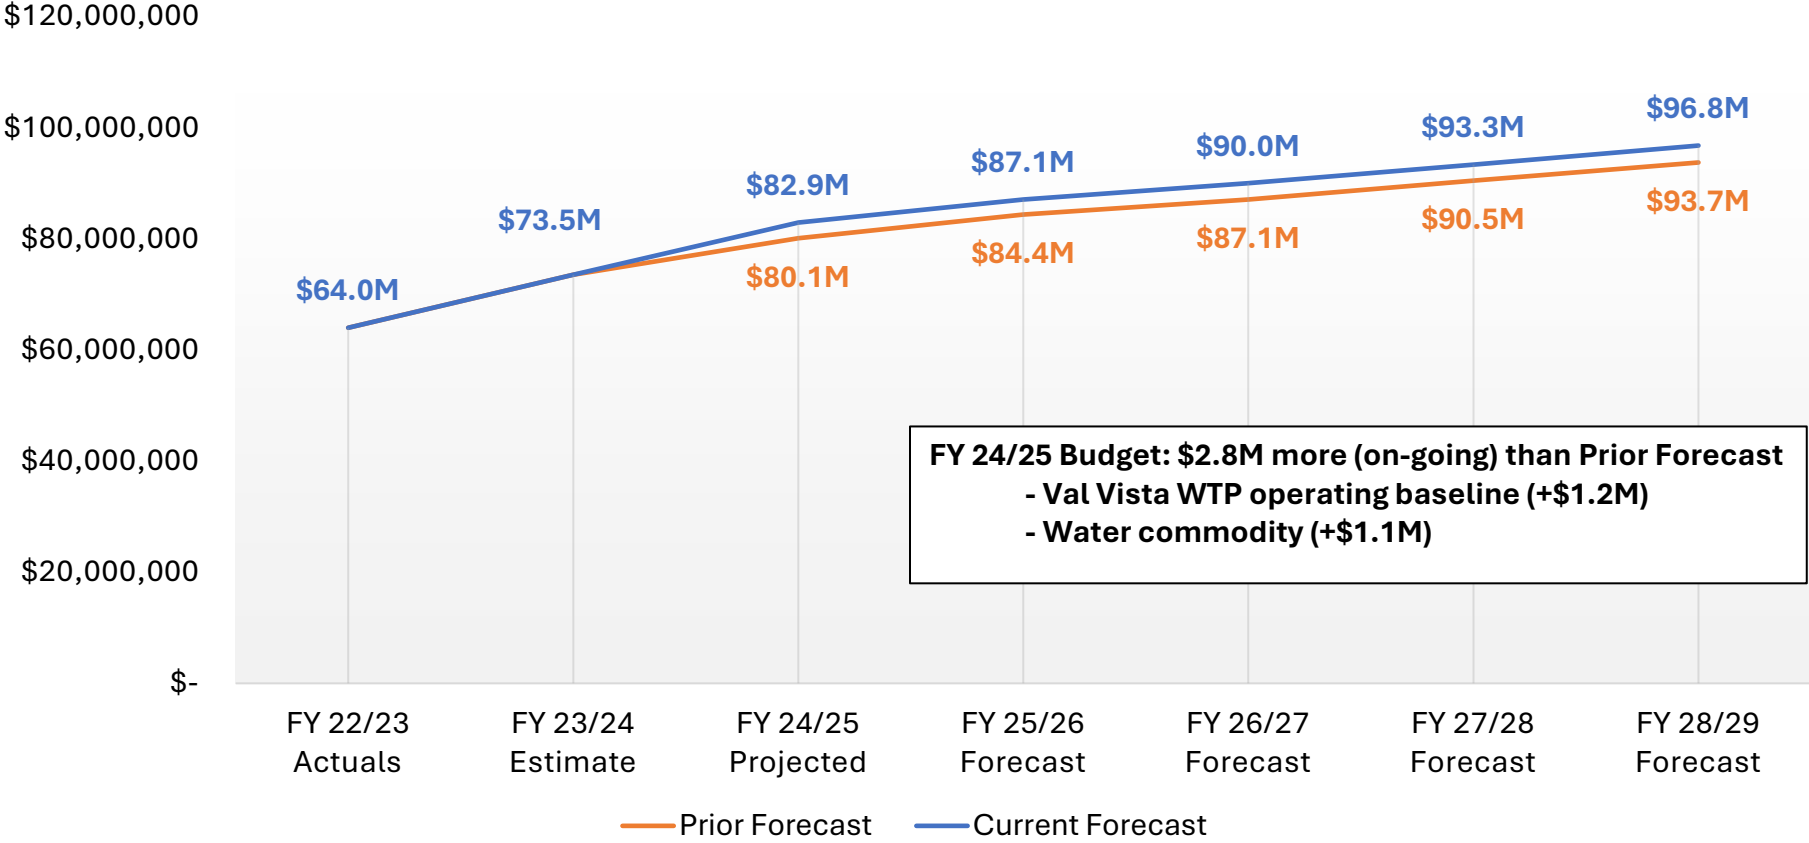 $120,000,000
$100,000,000
$80,000,000
$60,000,000
$40,000,000
$20,000,000
$-
$64.0M
$73.5M
$82.9M
$87.1M
$90.0M
$93.3M
$96.8M
$80.1M
$84.4M
$87.1M
$90.5M
$93.7M
FY 24/25 Budget: $2.8M more (on-going) than Prior Forecast
- Val Vista WTP operating baseline (+$1.2M)
- Water commodity (+$1.1M)
FY 22/23
Actuals
FY 23/24
Estimate
FY 24/25
Projected
FY 25/26
Forecast
FY 26/27
Forecast
FY 27/28
Forecast
FY 28/29
Forecast
Prior Forecast
Current Forecast